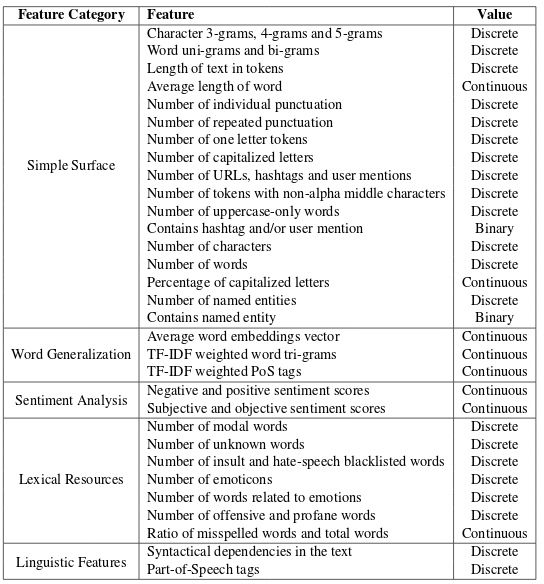 Feature Category Feature Value
Character 3-grams, 4-grams and 5-grams Discrete
Word uni-grams and bi-grams Discrete
Length of text in tokens Discrete
Average length of word Continuous
Number of individual punctuation Discrete
Number of repeated punctuation Discrete
Number of one letter tokens Discrete
Number of capitalized letters Discrete
Simple Surface
Number of URLs, hashtags and user mentions Discrete
Number of tokens with non-alpha middle characters Discrete
Number of uppercase-only words Discrete
Contains hashtag and/or user mention Binary
Number of characters Discrete
Number of words Discrete
Percentage of capitalized letters Continuous
Number of named entities Discrete
Contains named entity Binary
Average word embeddings vector Continuous
Word Generalization TF-IDF weighted word tri-grams Continuous
TF-IDF weighted PoS tags Continuous
Sentiment Analysis
Negative and positive sentiment scores Continuous
Subjective and objective sentiment scores Continuous
Number of modal words Discrete
Number of unknown words Discrete
Number of insult and hate-speech blacklisted words Discrete
Lexical Resources Number of emoticons Discrete
Number of words related to emotions Discrete
Number of offensive and profane words Discrete
Ratio of misspelled words and total words Continuous
Linguistic Features
Syntactical dependencies in the text Discrete
Part-of-Speech tags Discrete